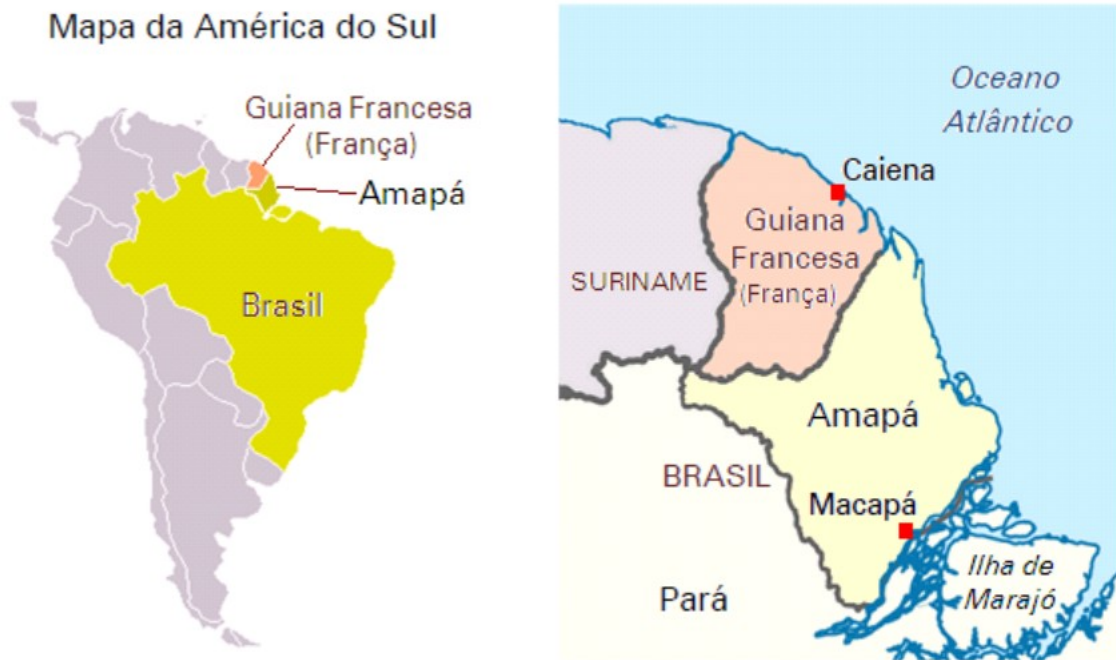 Mapa da América do Sul
Guiana Francesa
(França)
Amapá
Brasil
Oceano
Atlântico
Caiena
Guiana
Francesa
(França)
SURINAME
Amapá
BRASIL
Macapá
Pará
Ilha de
Marajó